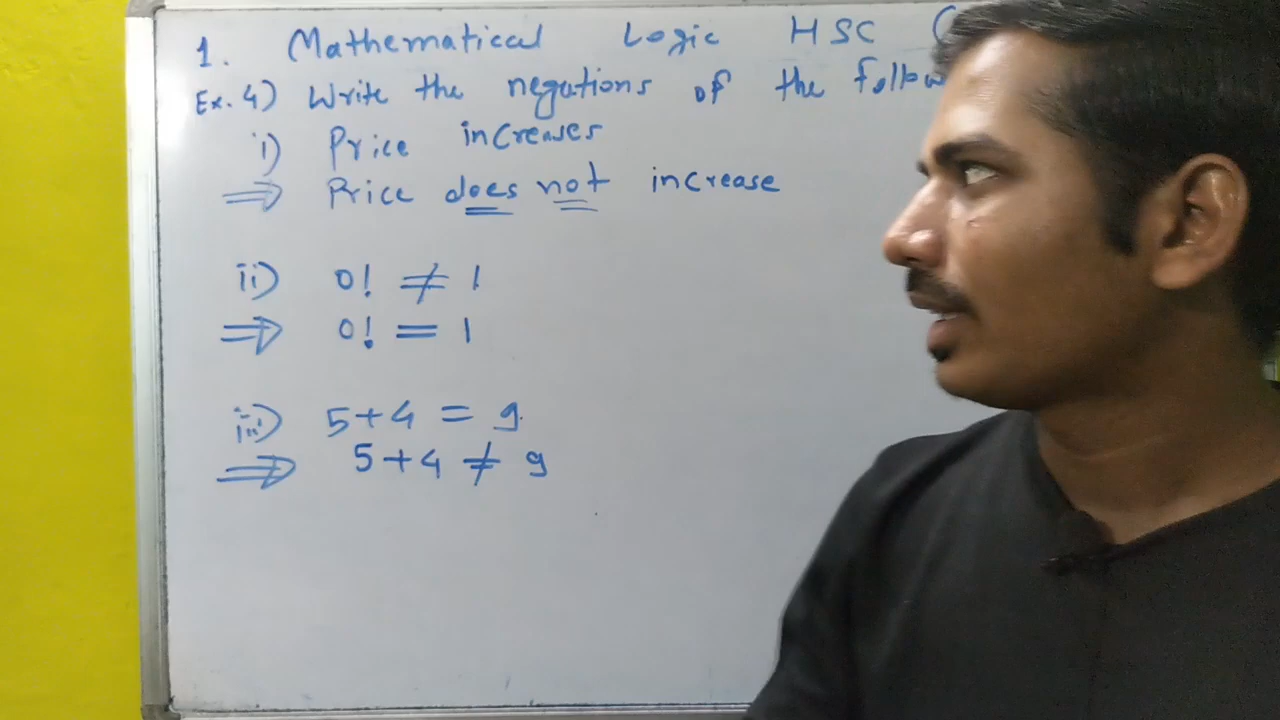 1. Mathematical Logic HSC (
Ex. 4) Write the negations of the follow
i) Price increases
⇒ Price does not increase
ii) 0! ≠ 1
⇒ 0! = 1
iii) 5+4 = 9
⇒ 5+4 ≠ 9